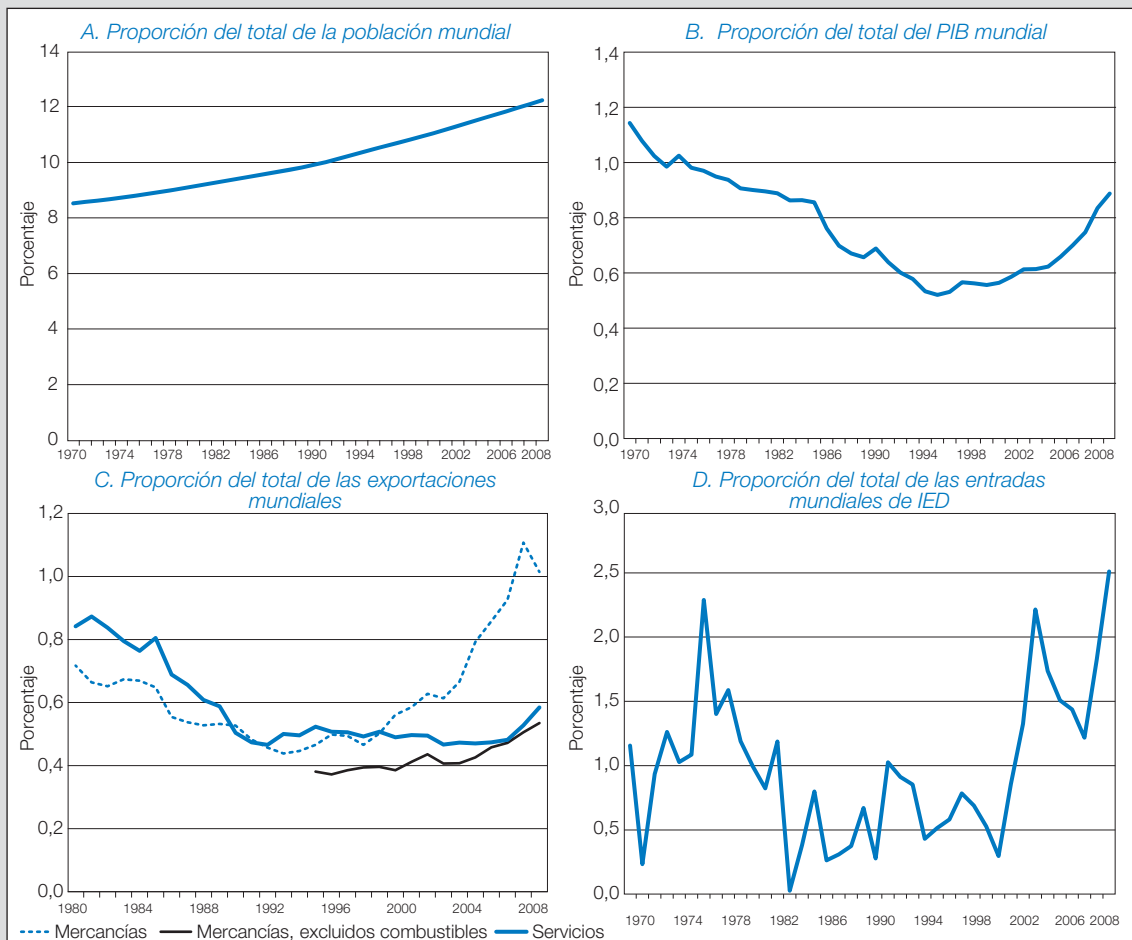 A. Proporción del total de la población mundial
Porcentaje
14
12
10
8
6
4
2
0
1970 1974 1978 1982 1986 1990 1994 1998 2002 2006 2008
B. Proporción del total del PIB mundial
Porcentaje
1,4
1,2
1,0
0,8
0,6
0,4
0,2
0,0
1970 1974 1978 1982 1986 1990 1994 1998 2002 2006 2008
C. Proporción del total de las exportaciones
mundiales
Porcentaje
1,2
1,0
0,8
0,6
0,4
0,2
0,0
1980 1984 1988 1992 1996 2000 2004 2008
D. Proporción del total de las entradas
mundiales de IED
Porcentaje
3,0
2,5
2,0
1,5
1,0
0,5
0,0
1970 1974 1978 1982 1986 1990 1994 1998 2002 2006 2008
Mercancías Mercancías, excluidos combustibles Servicios